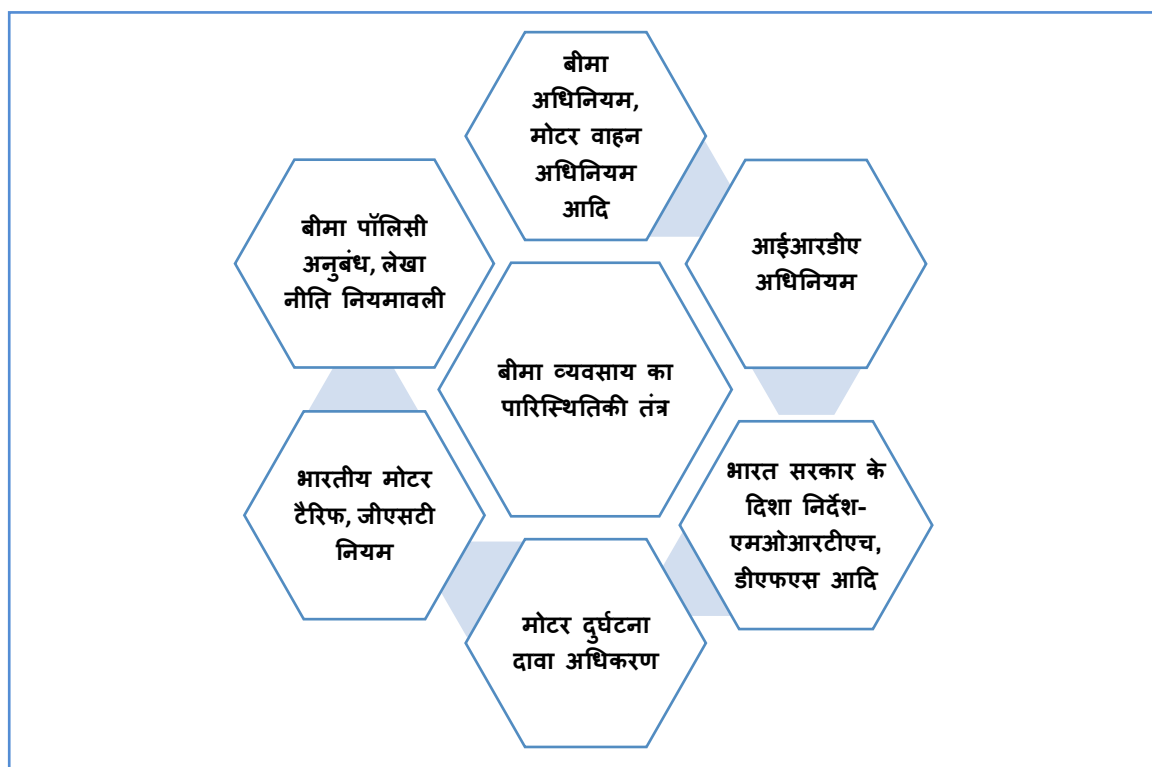 बीमा
अधिनियम,
मोटर वाहन
अधिनियम
आदि
आईआरडीए
अधिनियम
भारत सरकार के
दिशा निर्देश-
एमओआरटीएच,
डीएफएस आदि
मोटर दुर्घटना
दावा अधिकरण
भारतीय मोटर
टैरिफ, जीएसटी
नियम
बीमा पॉलिसी
अनुबंध, लेखा
नीति नियमावली
बीमा व्यवसाय का
पारिस्थितिकी तंत्र